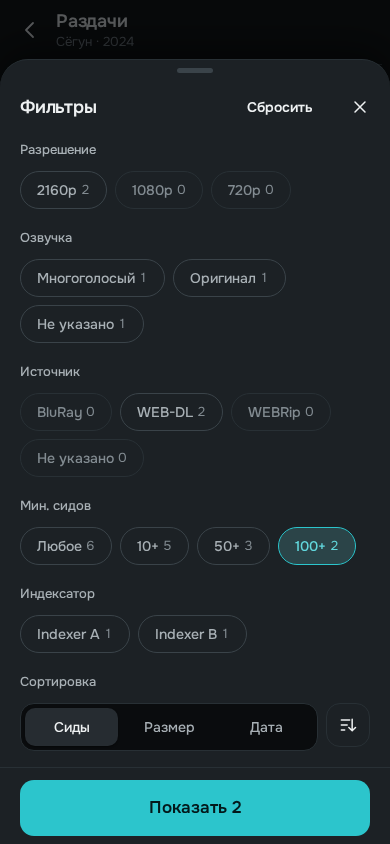 Раздачи
Сёгун · 2024
Фильтры
Сбросить
Разрешение
2160p 2
1080p 0
720p 0
Озвучка
Многоголосый 1
Оригинал 1
Не указано 1
Источник
BluRay 0
WEB-DL 2
WEBRip 0
Не указано 0
Мин. сидов
Любое 6
10+ 5
50+ 3
100+ 2
Индексатор
Indexer A 1
Indexer B 1
Сортировка
Сиды
Размер
Дата
Показать 2